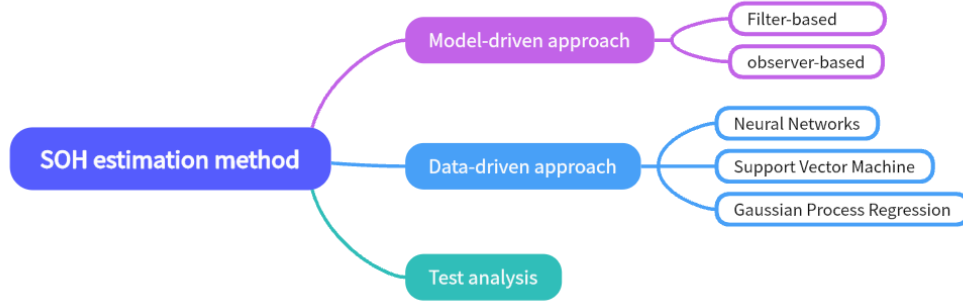 SOH estimation method
Model-driven approach
Filter-based
observer-based
Data-driven approach
Neural Networks
Support Vector Machine
Gaussian Process Regression
Test analysis